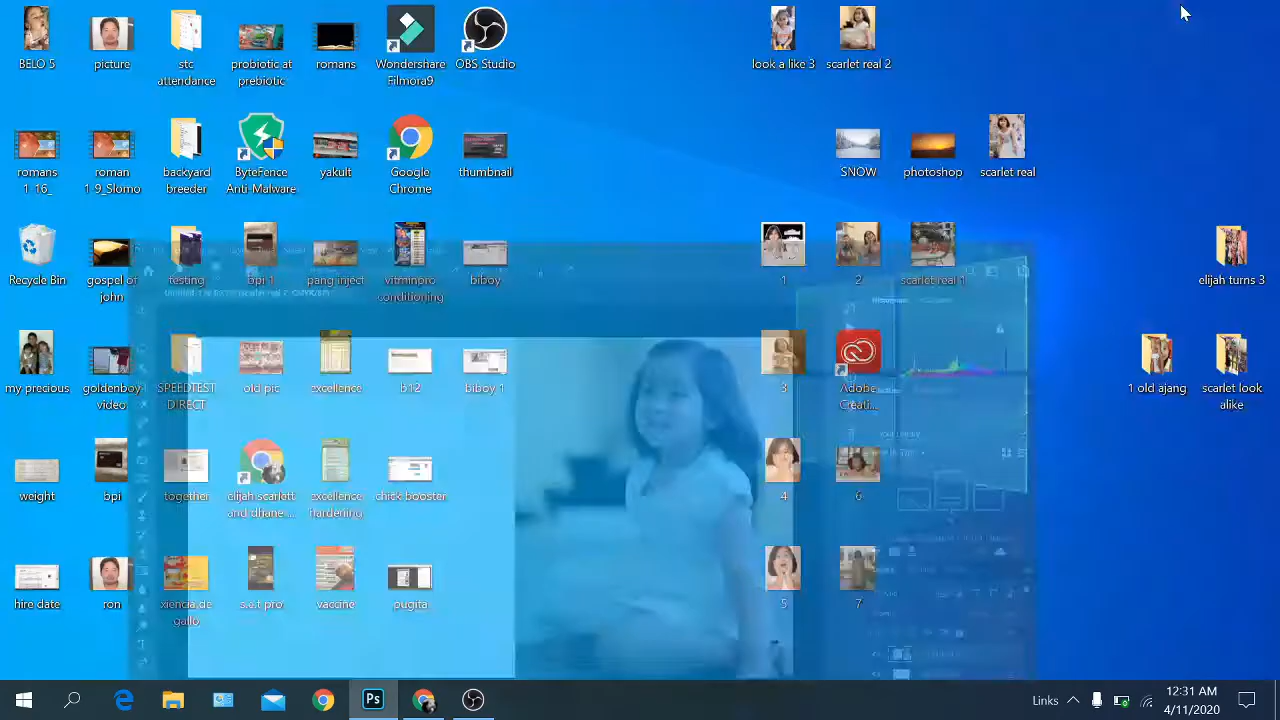 BELO 5
picture
stc
attendance
probiotic at
prebiotic
romans
Wondershare
Filmora9
OBS Studio
look a like 3
scarlet real 2
romans
1 16_
roman
1-9_Slomo
backyard
breeder
ByteFence
Anti-Malware
yakult
Google
Chrome
thumbnail
SNOW
photoshop
scarlet real
Recycle Bin
gospel of
john
testing
bpi 1
pang inject
vitminpro
conditioning
biboy
1
2
scarlet real 1
elijah turns 3
my precious
goldenboy
video
SPEEDTEST
DIRECT
old pic
excellence
b12
biboy 1
3
Adobe
Creati...
1 old ajang
scarlet look
alike
weight
bpi
together
elijah scarlatt
and dhane-...
excellence
hardening
chick booster
4
6
hire date
ron
xiencia.de
gallo
s.e.t pro
vaccine
pugita
5
7
Ps
Links
12:31 AM
4/11/2020